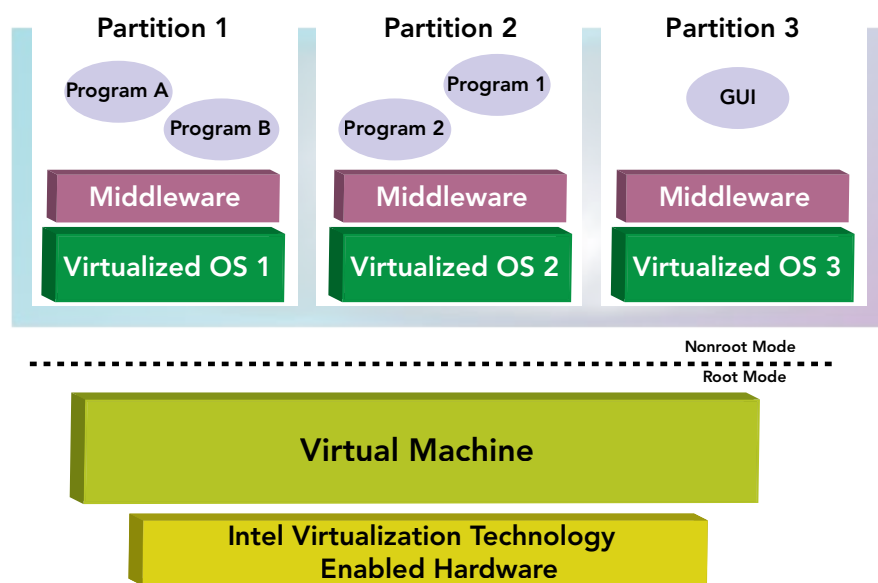 Partition 1
Partition 2
Partition 3
Program A
Program B
Program 1
Program 2
GUI
Middleware
Middleware
Middleware
Virtualized OS 1
Virtualized OS 2
Virtualized OS 3
Nonroot Mode
Root Mode
Virtual Machine
Intel Virtualization Technology
Enabled Hardware